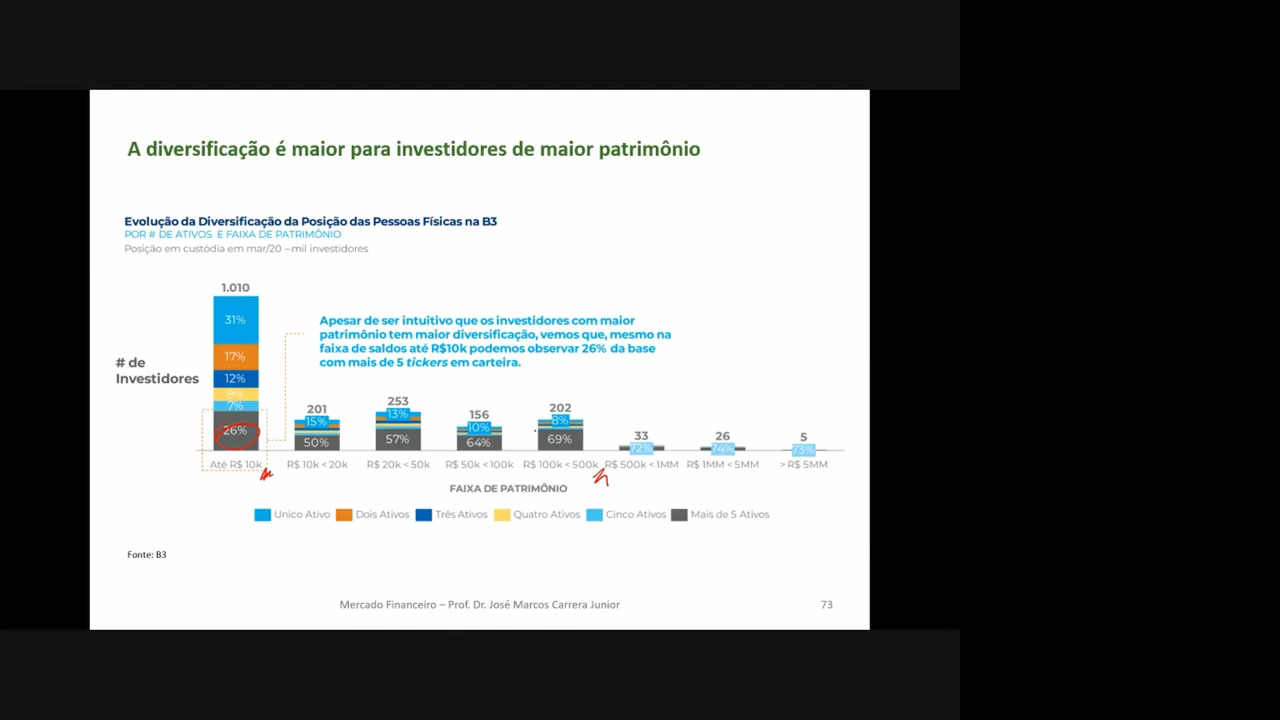 A diversificação é maior para investidores de maior patrimônio
Evolução da Diversificação da Posição das Pessoas Físicas na B3
POR # DE ATIVOS E FAIXA DE PATRIMÔNIO
Posição em custódia em mar/20 – mil investidores
1.010
31%
17%
12%
7%
26%
# de
Investidores
Apesar de ser intuitivo que os investidores com maior
patrimônio tem maior diversificação, vemos que, mesmo na
faixa de saldos até R$10k podemos observar 26% da base
com mais de 5 tickers em carteira.
201 253 156 202 33 26 5
15% 13% 10% 8%
50% 57% 64% 69% 72% 74% 73%
Até R$ 10k R$ 10k < 20k R$ 20k < 50k R$ 50k < 100k R$ 100k < 500k R$ 500k < 1MM R$ 1MM < 5MM > R$ 5MM
FAIXA DE PATRIMÔNIO
Unico Ativo Dois Ativos Três Ativos Quatro Ativos Cinco Ativos Mais de 5 Ativos
Fonte: B3
Mercado Financeiro – Prof. Dr. José Marcos Carrera Junior 73